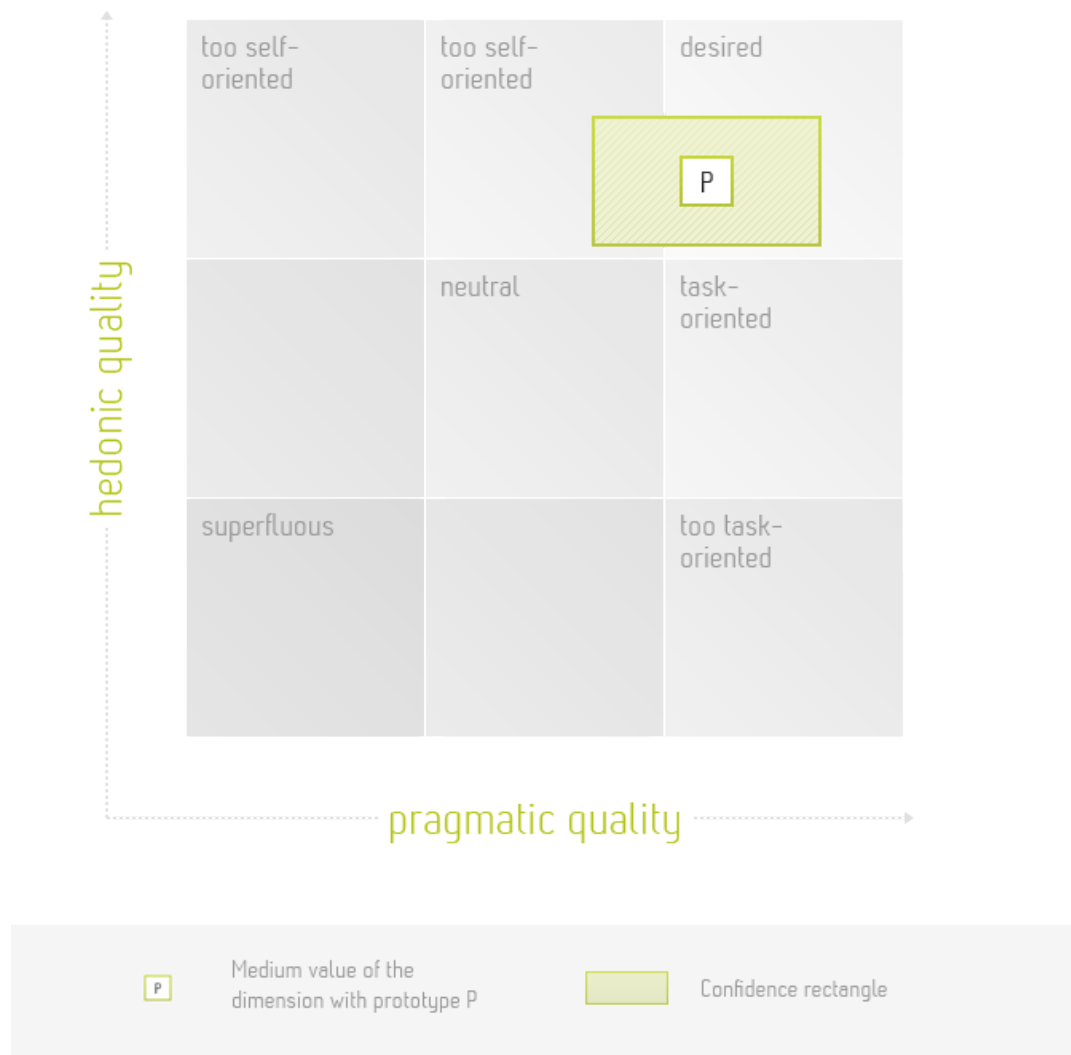 too self-
oriented
too self-
oriented
desired
P
hedonic quality
neutral
task-
oriented
superfluous
too task-
oriented
pragmatic quality
P
Medium value of the
dimension with prototype P
Confidence rectangle